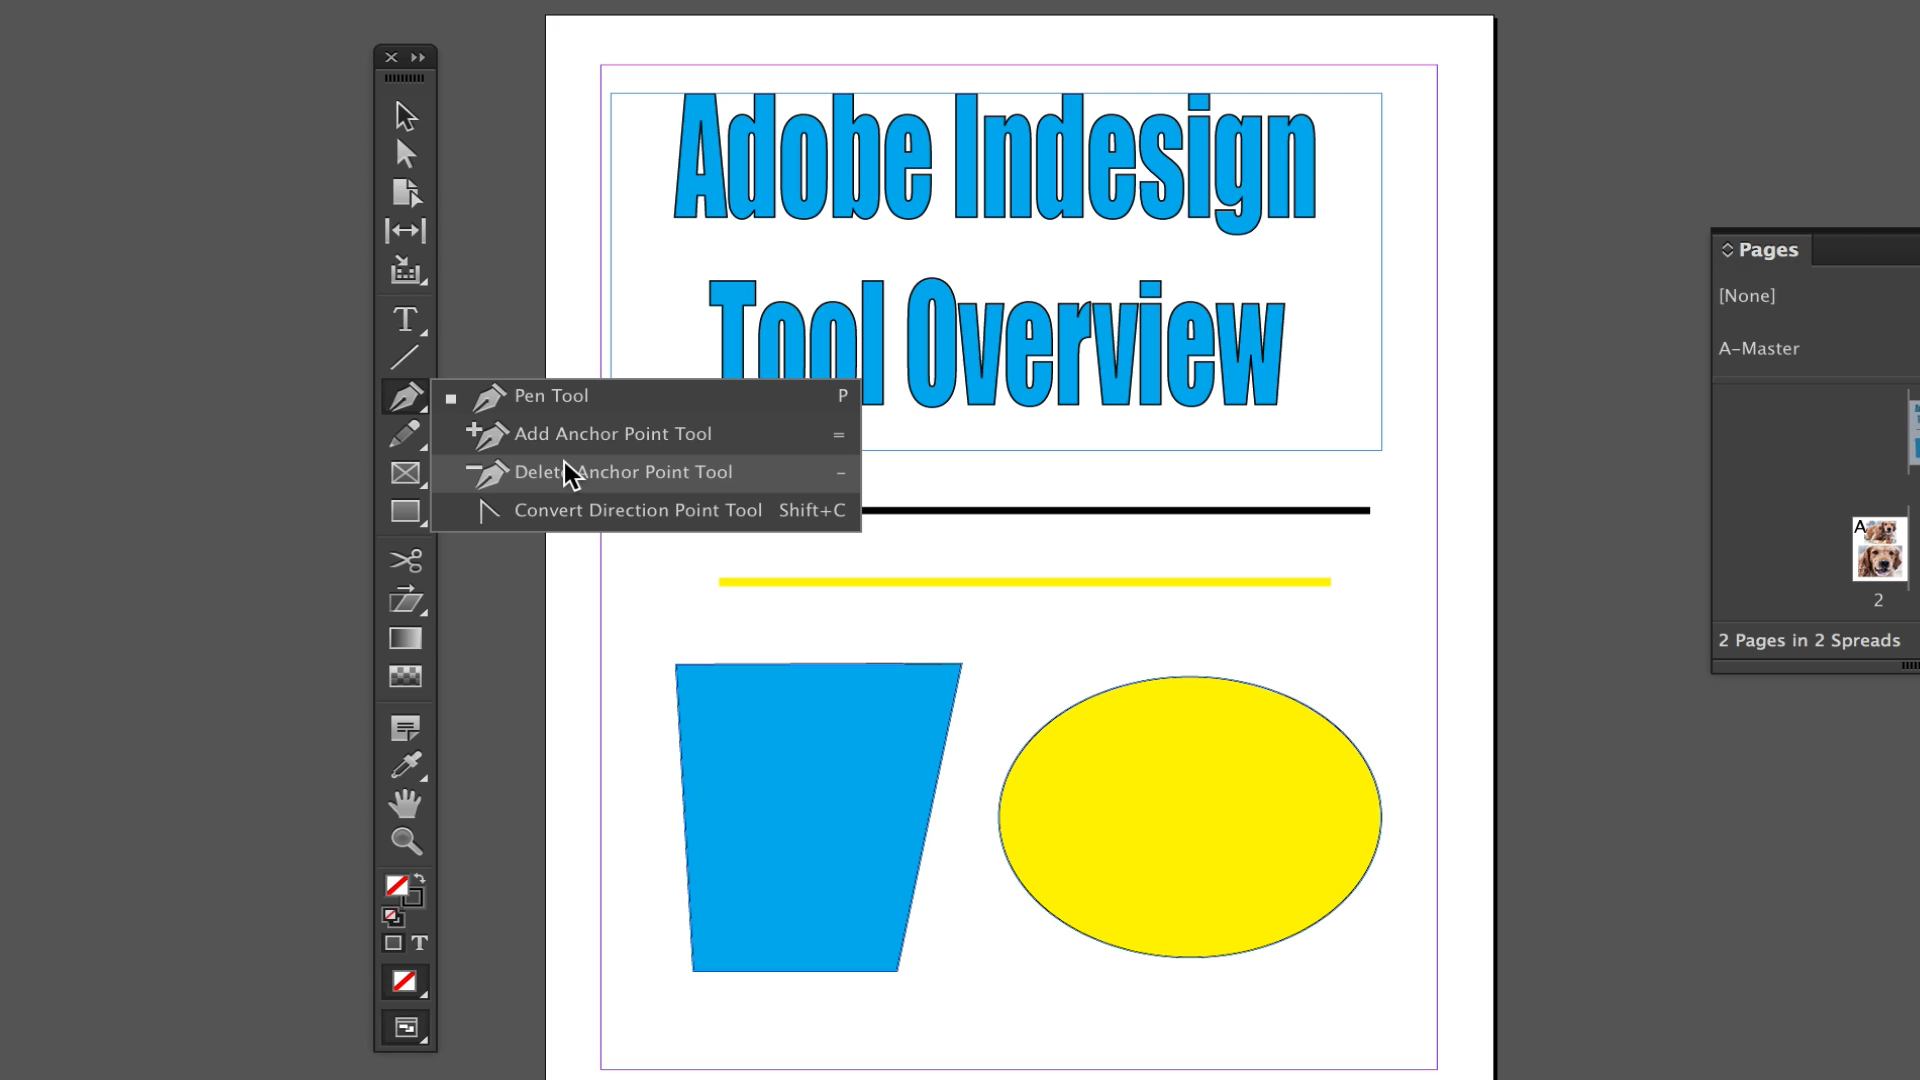 Adobe Indesign
Tool Overview
Pen Tool P
Add Anchor Point Tool =
Delete Anchor Point Tool -
Convert Direction Point Tool Shift+C
Pages
[None]
A-Master
A
2
2 Pages in 2 Spreads